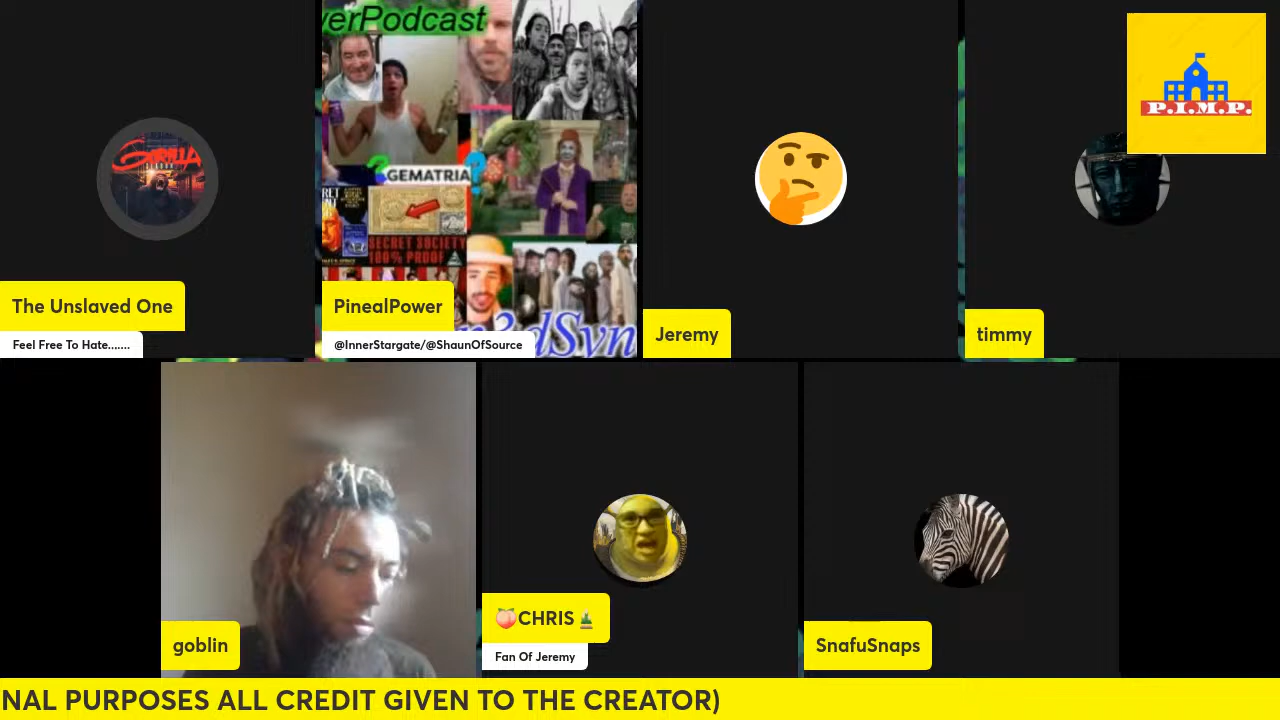 verPodcast
GEMATRIA
SECRET SOCIETY
100% PROOF
P.I.M.P.
The Unslaved One
Feel Free To Hate.......
PinealPower
@InnerStargate/@ShaunOfSource
Jeremy
timmy
goblin
🍑CHRIS
Fan Of Jeremy
SnafuSnaps
NAL PURPOSES ALL CREDIT GIVEN TO THE CREATOR)